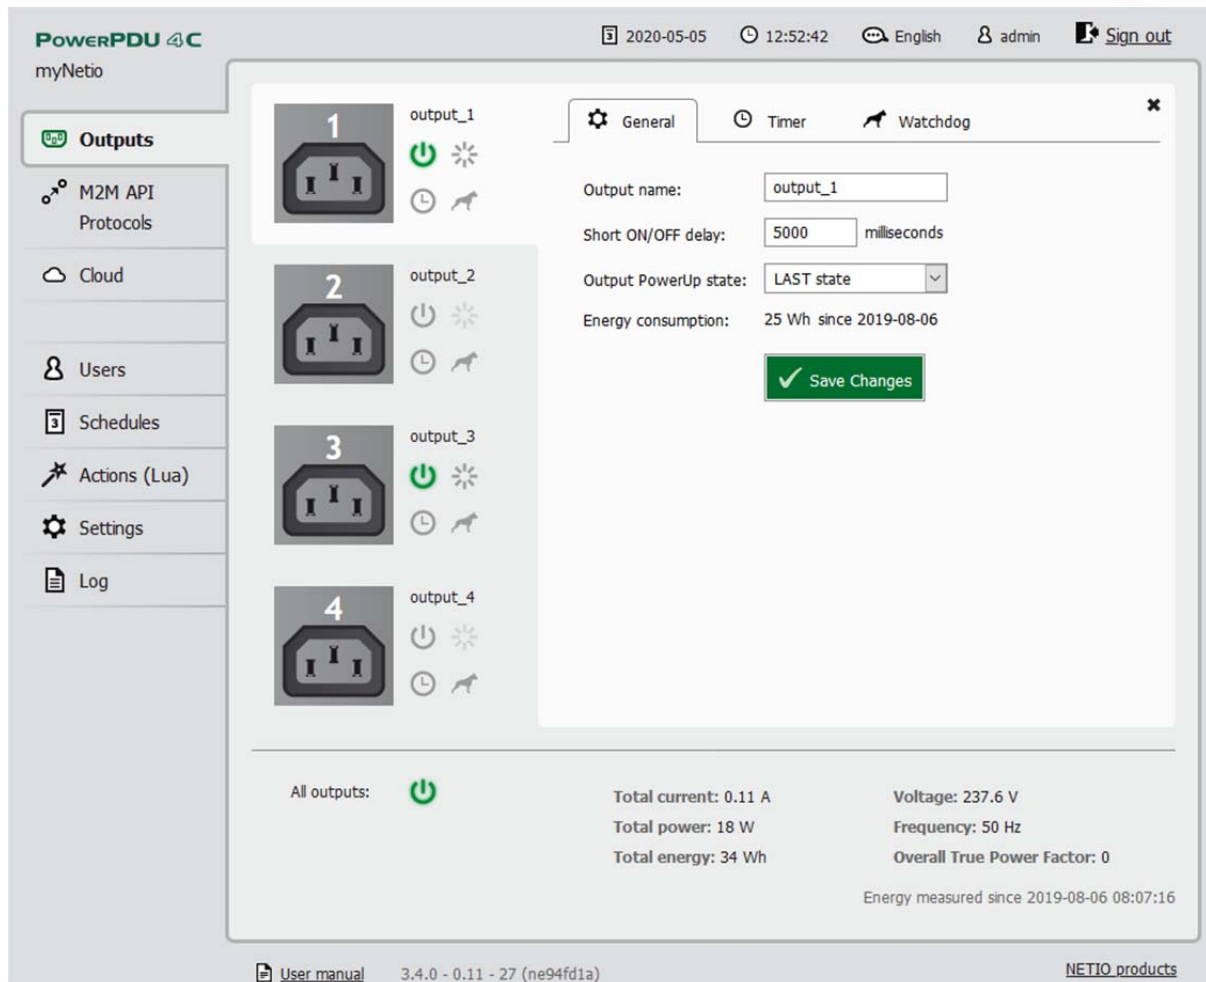 PowerPDU 4C
myNetio
3 2020-05-05 12:52:42 English admin Sign out
Outputs
M2M API
Protocols
Cloud
Users
3 Schedules
Actions (Lua)
Settings
Log
1
output_1
2
output_2
3
output_3
4
output_4
General Timer Watchdog
Output name: output_1
Short ON/OFF delay: 5000 milliseconds
Output PowerUp state: LAST state
Energy consumption: 25 Wh since 2019-08-06
Save Changes
All outputs:
Total current: 0.11 A
Total power: 18 W
Total energy: 34 Wh
Voltage: 237.6 V
Frequency: 50 Hz
Overall True Power Factor: 0
Energy measured since 2019-08-06 08:07:16
User manual 3.4.0 - 0.11 - 27 (ne94fd1a) NETIO products